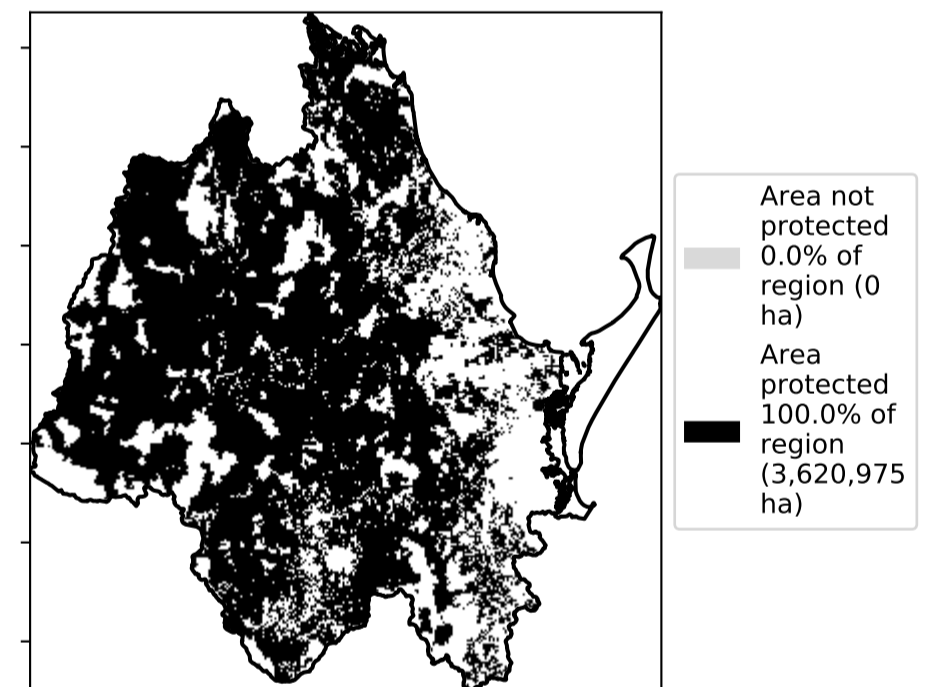 Area not
protected
0.0% of
region (0
ha)
Area
protected
100.0% of
region
(3,620,975
ha)